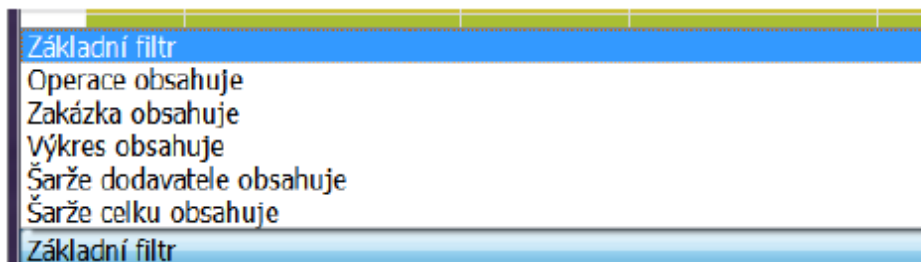 Základní filtr
Operace obsahuje
Zakázka obsahuje
Výkres obsahuje
Šarže dodavatele obsahuje
Šarže celku obsahuje
Základní filtr